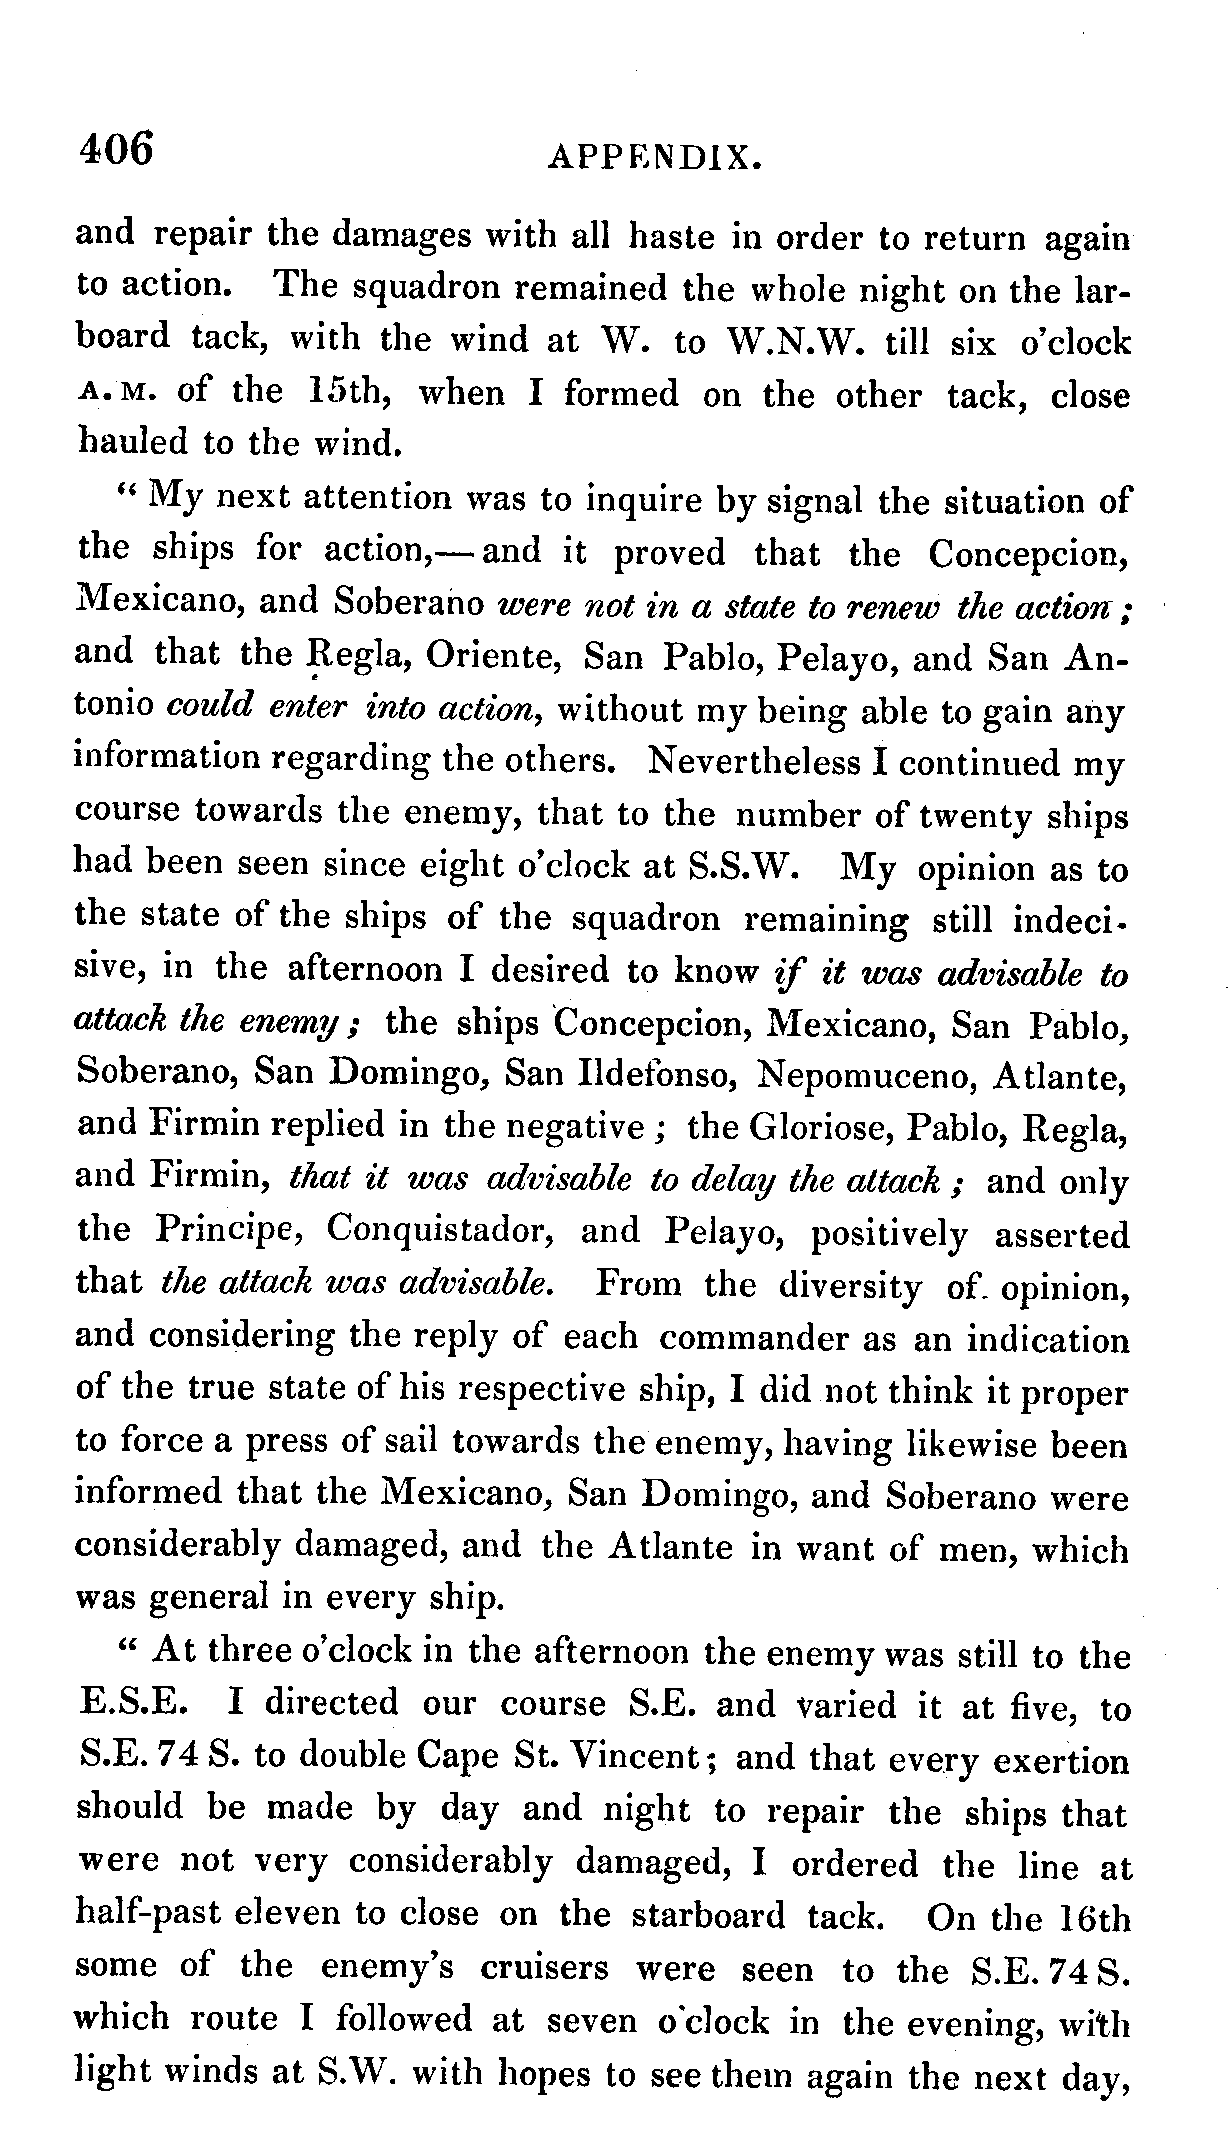 406
APPENDIX.
and repair the damages with all haste in order to return again
to action. The squadron remained the whole night on the lar-
board tack, with the wind at W. to W.N.W. till six o'clock
A.M. of the 15th, when I formed on the other tack, close
hauled to the wind.
“ My next attention was to inquire by signal the situation of
the ships for action,— and it proved that the Concepcion,
Mexicano, and Soberano were not in a state to renew the action ;
and that the Regla, Oriente, San Pablo, Pelayo, and San An-
tonio could enter into action, without my being able to gain any
information regarding the others. Nevertheless I continued my
course towards the enemy, that to the number of twenty ships
had been seen since eight o'clock at S.S.W. My opinion as to
the state of the ships of the squadron remaining still indeci-
sive, in the afternoon I desired to know if it was advisable to
attack the enemy ; the ships Concepcion, Mexicano, San Pablo,
Soberano, San Domingo, San Ildefonso, Nepomuceno, Atlante,
and Firmin replied in the negative ; the Gloriose, Pablo, Regla,
and Firmin, that it was advisable to delay the attack ; and only
the Principe, Conquistador, and Pelayo, positively asserted
that the attack was advisable. From the diversity of. opinion,
and considering the reply of each commander as an indication
of the true state of his respective ship, I did not think it proper
to force a press of sail towards the enemy, having likewise been
informed that the Mexicano, San Domingo, and Soberano were
considerably damaged, and the Atlante in want of men, which
was general in every ship.
“ At three o'clock in the afternoon the enemy was still to the
E.S.E. I directed our course S.E. and varied it at five, to
S.E. 74 S. to double Cape St. Vincent ; and that every exertion
should be made by day and night to repair the ships that
were not very considerably damaged, I ordered the line at
half-past eleven to close on the starboard tack. On the 16th
some of the enemy's cruisers were seen to the S.E. 74 S.
which route I followed at seven o'clock in the evening, with
light winds at S.W. with hopes to see them again the next day,